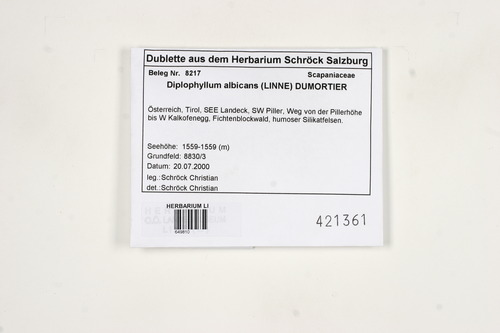 Dublette aus dem Herbarium Schröck Salzburg
Beleg Nr. 8217 Scapaniaceae
Diplophyllum albicans (LINNE) DUMORTIER
Österreich, Tirol, SEE Landeck, SW Piller, Weg von der Pillerhöhe
bis W Kalkofenegg, Fichtenblockwald, humoser Silikatfelsen.
Seehöhe: 1559-1559 (m)
Grundfeld: 8830/3
Datum: 20.07.2000
leg.: Schröck Christian
det.: Schröck Christian
HERBARIUM LI
421361